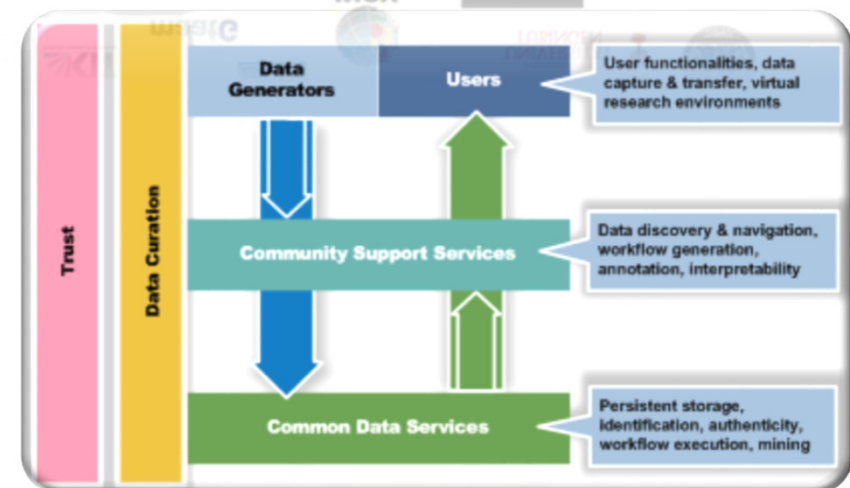 Trust
Data Curation
Data
Generators
Users
User functionalities, data
capture & transfer, virtual
research environments
Community Support Services
Data discovery & navigation,
workflow generation,
annotation, interpretability
Common Data Services
Persistent storage,
identification, authenticity,
workflow execution, mining